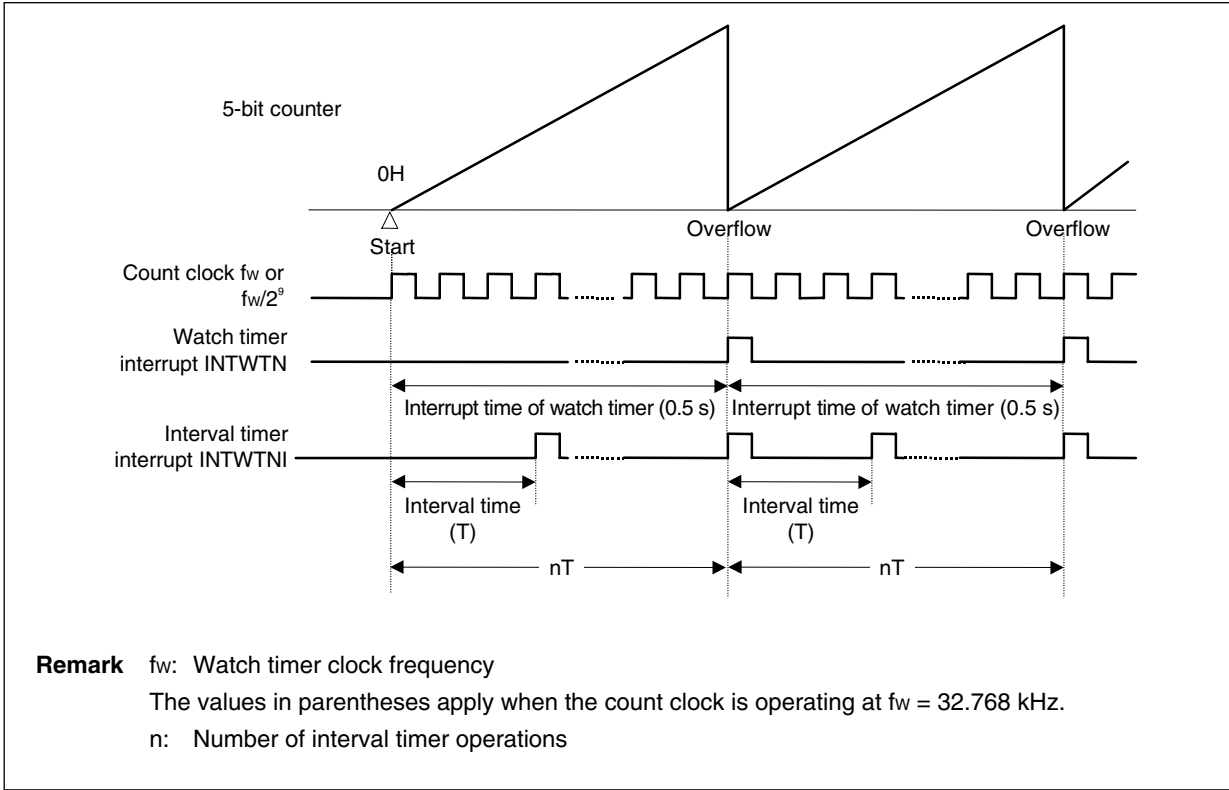 5-bit counter
0H
Start
Overflow
Overflow
Count clock fw or
fw/2⁹
Watch timer
interrupt INTWTN
Interrupt time of watch timer (0.5 s)
Interrupt time of watch timer (0.5 s)
Interval timer
interrupt INTWTNI
Interval time
(T)
Interval time
(T)
nT
nT
Remark fw: Watch timer clock frequency
The values in parentheses apply when the count clock is operating at fw = 32.768 kHz.
n: Number of interval timer operations